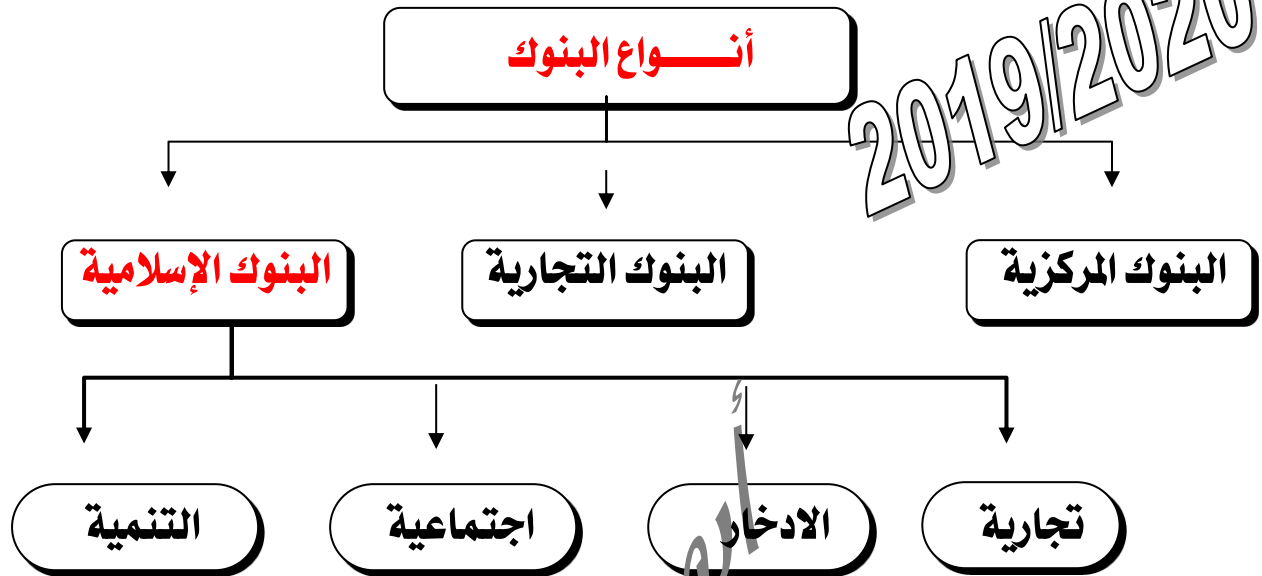 أنـــــواع البنوك
2019/2020
البنوك المركزية
البنوك التجارية
البنوك الإسلامية
تجارية
الادخار
اجتماعية
التنمية